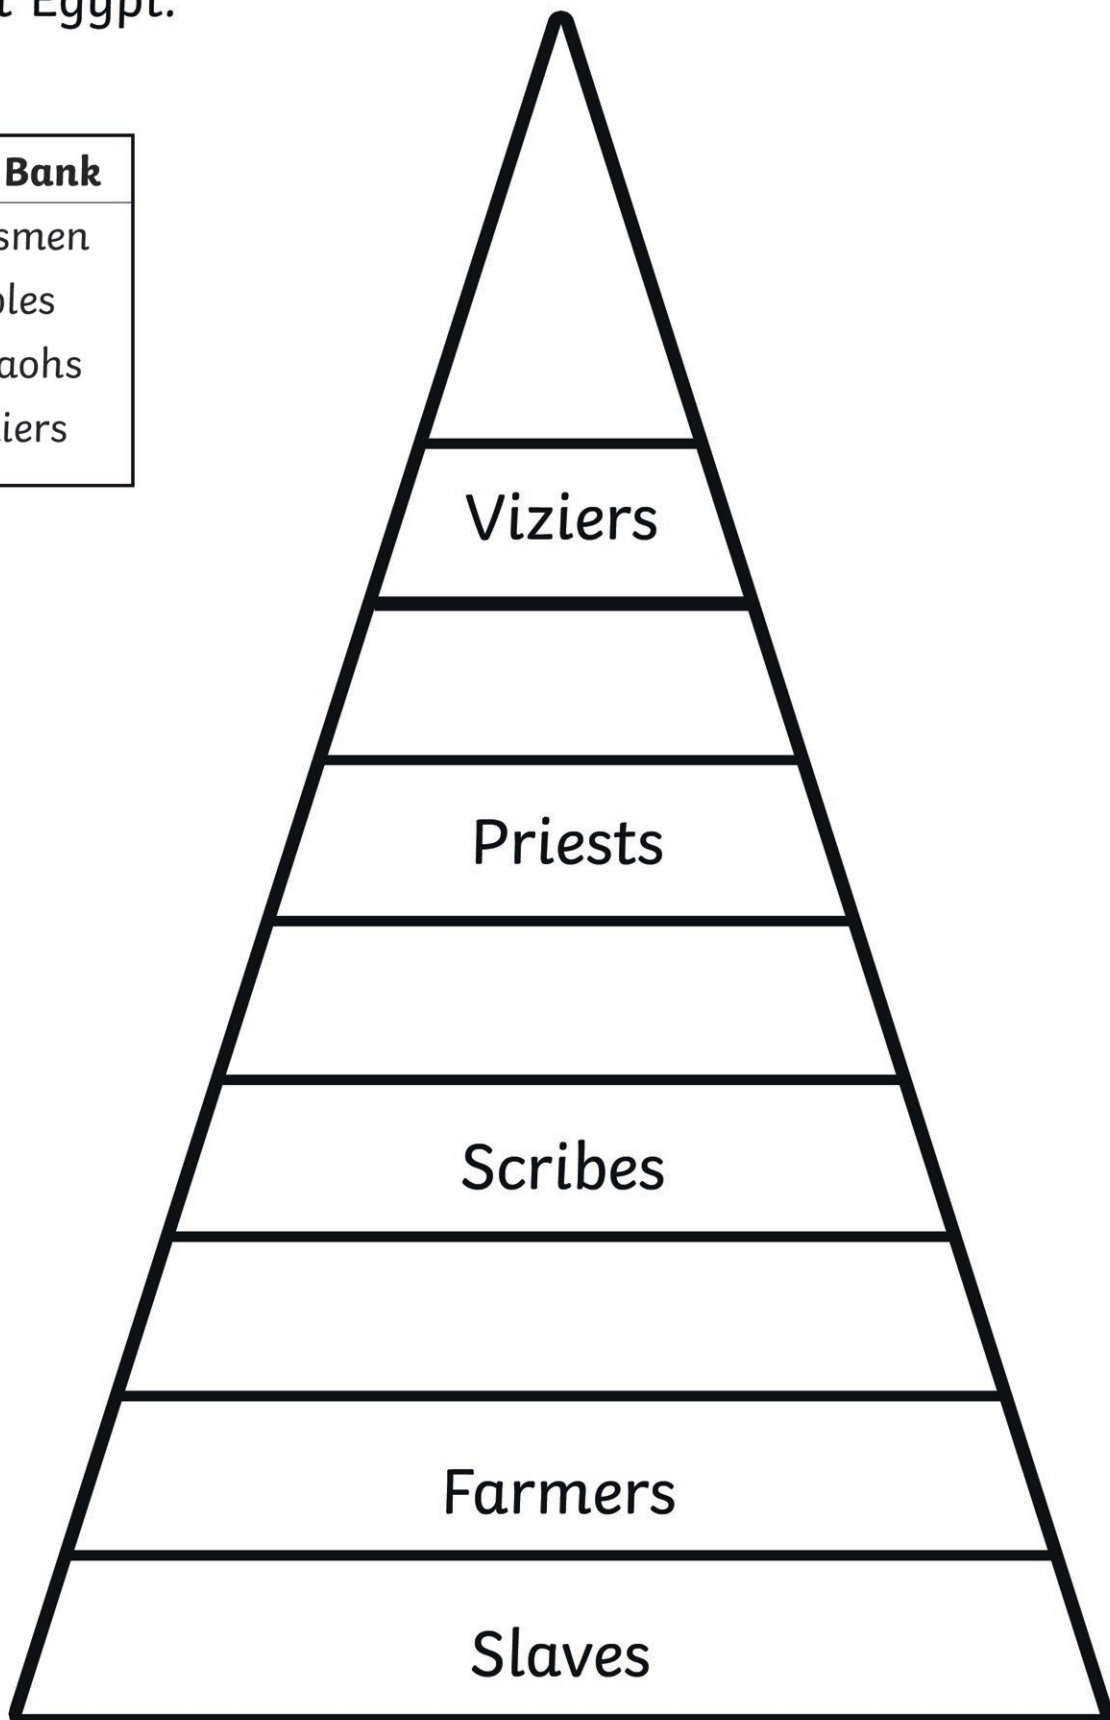 Egypt.
Bank
smen
les
aohs
iers
Viziers
Priests
Scribes
Farmers
Slaves